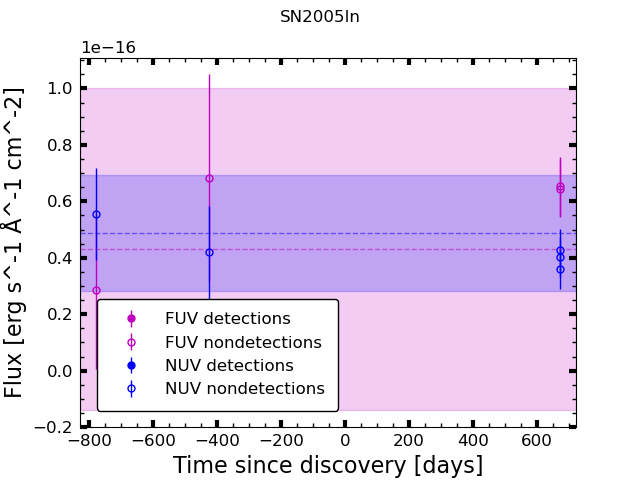 SN2005ln
1e−16
1.0
0.8
0.6
0.4
0.2
0.0
−0.2
Flux [erg s^-1 Å^-1 cm^-2]
FUV detections
FUV nondetections
NUV detections
NUV nondetections
−800 −600 −400 −200 0 200 400 600
Time since discovery [days]